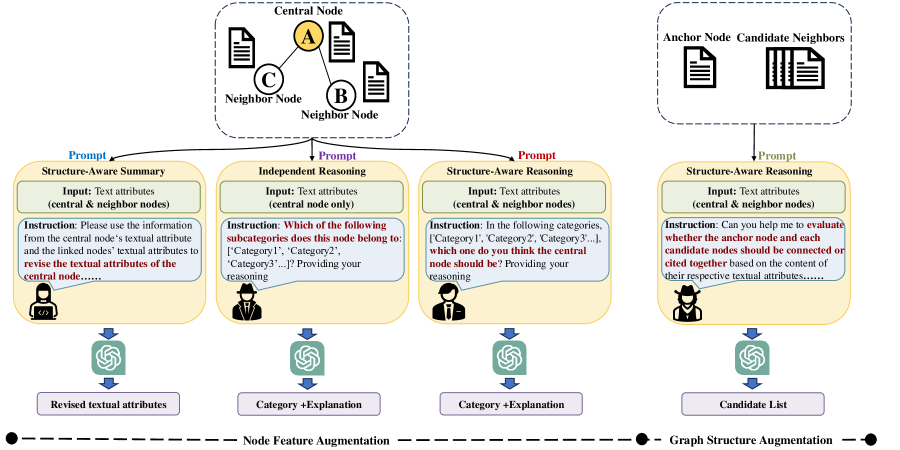 Central Node
A
C
Neighbor Node
B
Neighbor Node
Anchor Node
Candidate Neighbors
Prompt
Prompt
Prompt
Prompt
Structure-Aware Summary
Input: Text attributes
(central & neighbor nodes)
Instruction: Please use the information
from the central node‘s textual attribute
and the linked nodes’ textual attributes to
revise the textual attributes of the
central node……
Revised textual attributes
Independent Reasoning
Input: Text attributes
(central node only)
Instruction: Which of the following
subcategories does this node belong to:
[‘Category1’, ‘Category2’,
‘Category3’...]? Providing your
reasoning
Category +Explanation
Structure-Aware Reasoning
Input: Text attributes
(central & neighbor nodes)
Instruction: In the following categories,
['Category1', 'Category2', 'Category3'...],
which one do you think the central
node should be? Providing your
reasoning
Category +Explanation
Structure-Aware Reasoning
Input: Text attributes
(central & neighbor nodes)
Instruction: Can you help me to evaluate
whether the anchor node and each
candidate nodes should be connected or
cited together based on the content of
their respective textual attributes……
Candidate List
Node Feature Augmentation
Graph Structure Augmentation